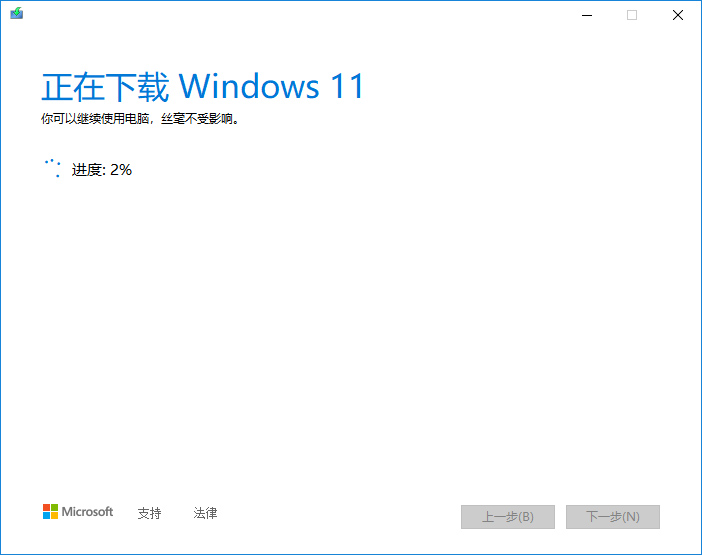 正在下载 Windows 11
你可以继续使用电脑，丝毫不受影响。
进度: 2%
Microsoft 支持 法律 上一步(B) 下一步(N)